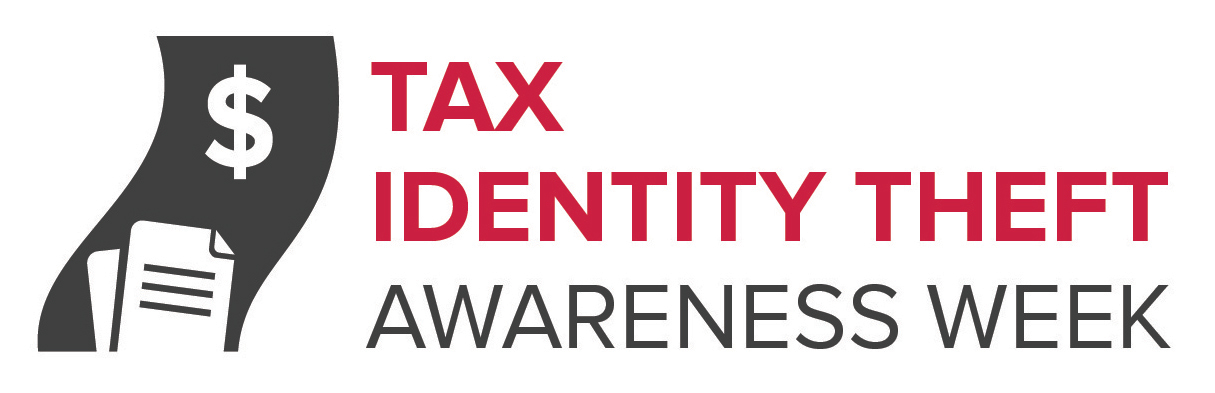 $
TAX
IDENTITY THEFT
AWARENESS WEEK